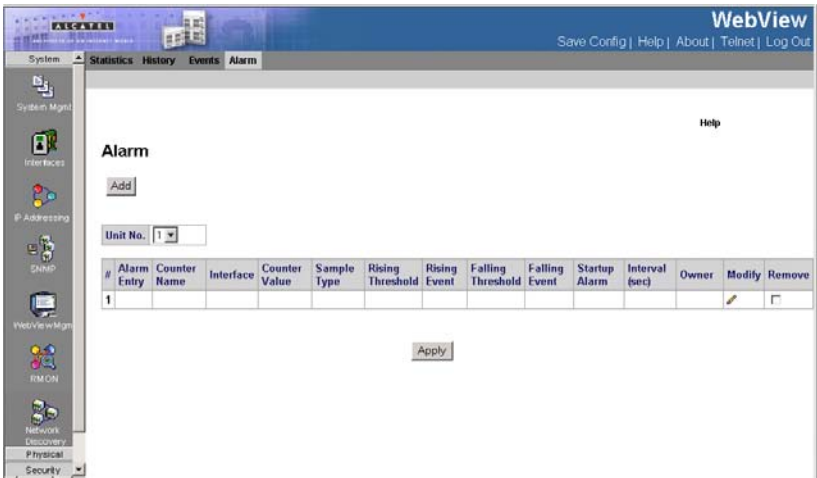 ALCATEL
WebView
Save Config | Help | About | Telnet | Log Out
System
Statistics History Events Alarm
System Mgmt
Interfaces
IP Addressing
SNMP
WebViewMgm
RMON
Network Discovery
Physical
Security
Help
Alarm
Add
Unit No. 1
# Alarm Entry Counter Name Interface Counter Value Sample Type Rising Threshold Rising Event Falling Threshold Falling Event Startup Alarm Interval (sec) Owner Modify Remove
1
Apply